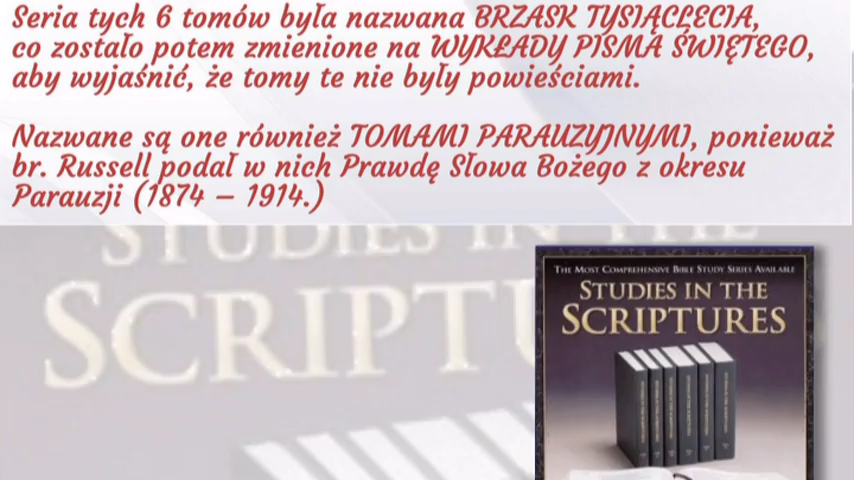 Seria tych 6 tomów była nazwana BRZASK TYSIĄCLECIA,
co zostało potem zmienione na WYKŁADY PISMA ŚWIĘTEGO,
aby wyjaśnić, że tomy te nie były powieściami.
Nazwane są one również TOMAMI PARAUZYJNYMI, ponieważ
br. Russell podał w nich Prawdę Słowa Bożego z okresu
Parauzji (1874 – 1914.)
STUDIES IN THE
SCRIPTU
THE MOST COMPREHENSIVE BIBLE STUDY SERIES AVAILABLE
STUDIES IN THE
SCRIPTURES